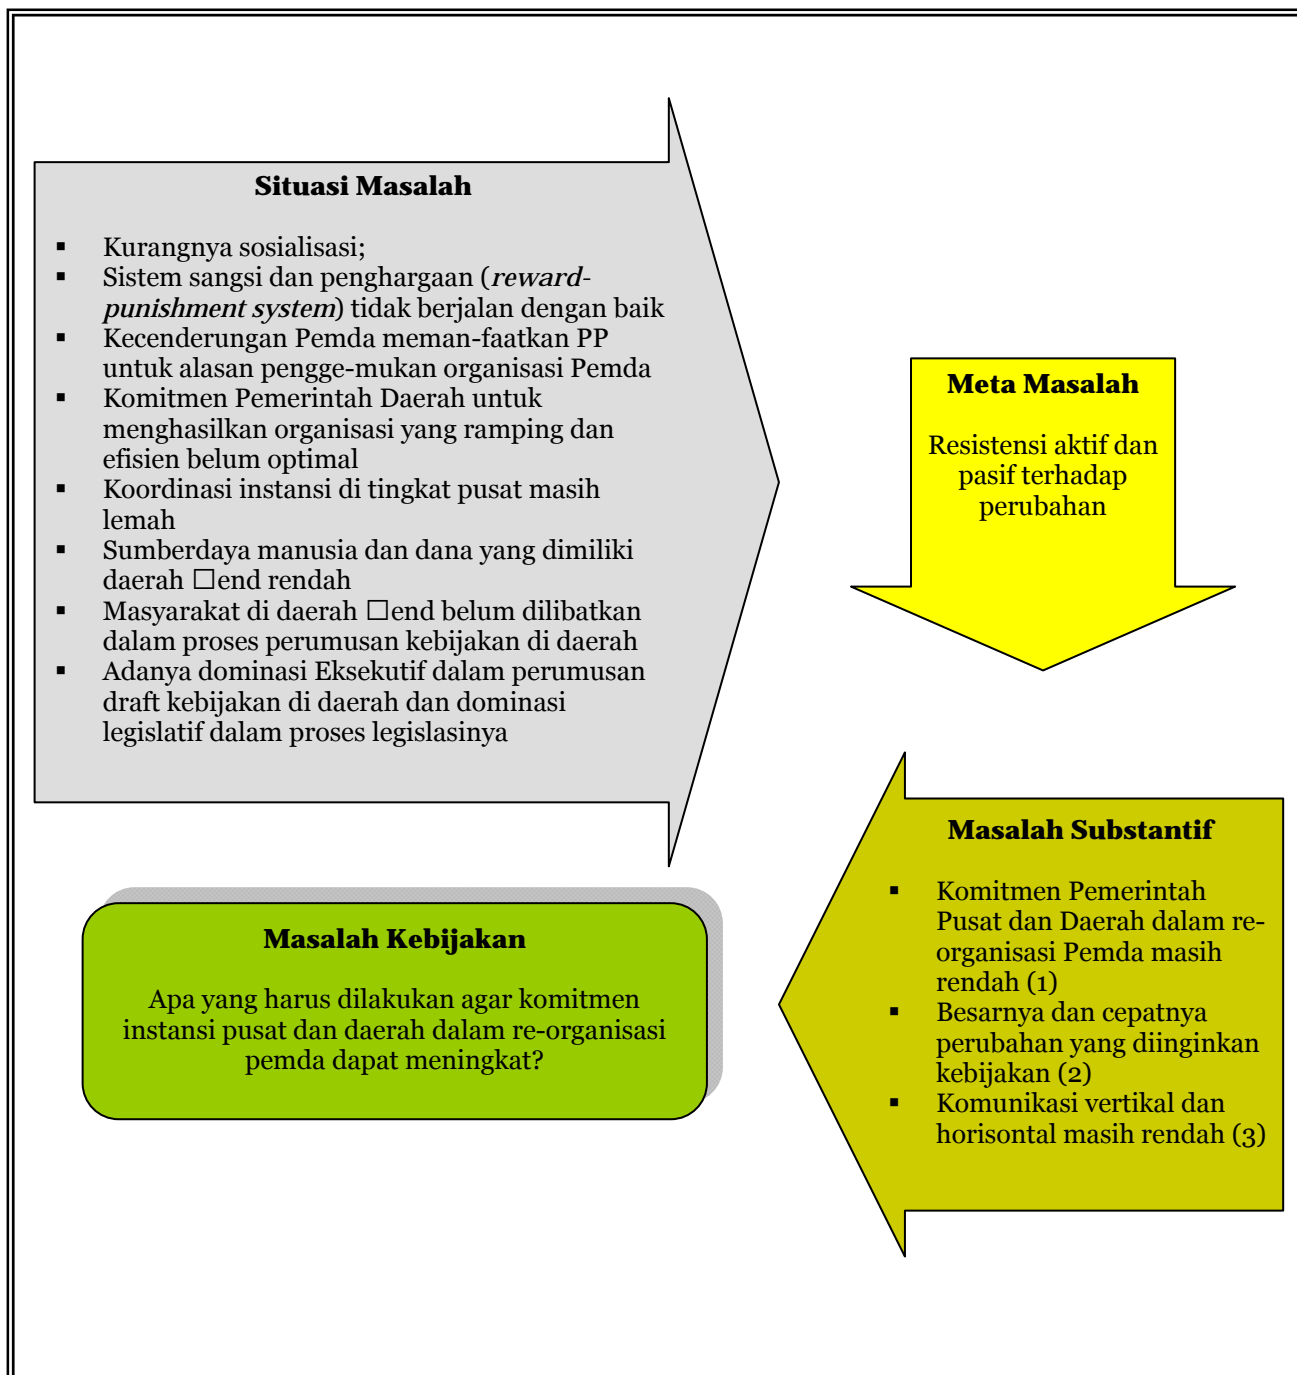 Situasi Masalah
▪ Kurangnya sosialisasi;
▪ Sistem sangsi dan penghargaan (reward-
punishment system) tidak berjalan dengan baik
▪ Kecenderungan Pemda meman-faatkan PP
untuk alasan pengge-mukan organisasi Pemda
▪ Komitmen Pemerintah Daerah untuk
menghasilkan organisasi yang ramping dan
efisien belum optimal
▪ Koordinasi instansi di tingkat pusat masih
lemah
▪ Sumberdaya manusia dan dana yang dimiliki
daerah □end rendah
▪ Masyarakat di daerah □end belum dilibatkan
dalam proses perumusan kebijakan di daerah
▪ Adanya dominasi Eksekutif dalam perumusan
draft kebijakan di daerah dan dominasi
legislatif dalam proses legislasinya
Meta Masalah
Resistensi aktif dan
pasif terhadap
perubahan
Masalah Substantif
▪ Komitmen Pemerintah
Pusat dan Daerah dalam re-
organisasi Pemda masih
rendah (1)
▪ Besarnya dan cepatnya
perubahan yang diinginkan
kebijakan (2)
▪ Komunikasi vertikal dan
horisontal masih rendah (3)
Masalah Kebijakan
Apa yang harus dilakukan agar komitmen
instansi pusat dan daerah dalam re-organisasi
pemda dapat meningkat?